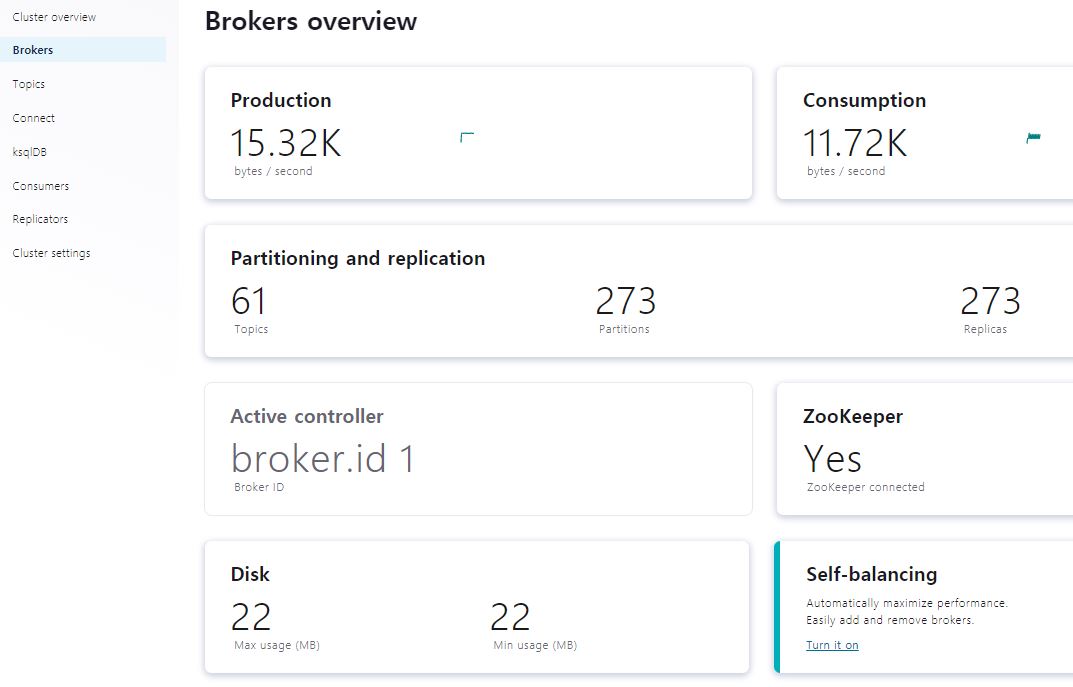 Cluster overview
Brokers
Topics
Connect
ksqlDB
Consumers
Replicators
Cluster settings
Brokers overview
Production
15.32K
bytes / second
Consumption
11.72K
bytes / second
Partitioning and replication
61
Topics
273
Partitions
273
Replicas
Active controller
broker.id 1
Broker ID
ZooKeeper
Yes
ZooKeeper connected
Disk
22
Max usage (MB)
22
Min usage (MB)
Self-balancing
Automatically maximize performance.
Easily add and remove brokers.
Turn it on